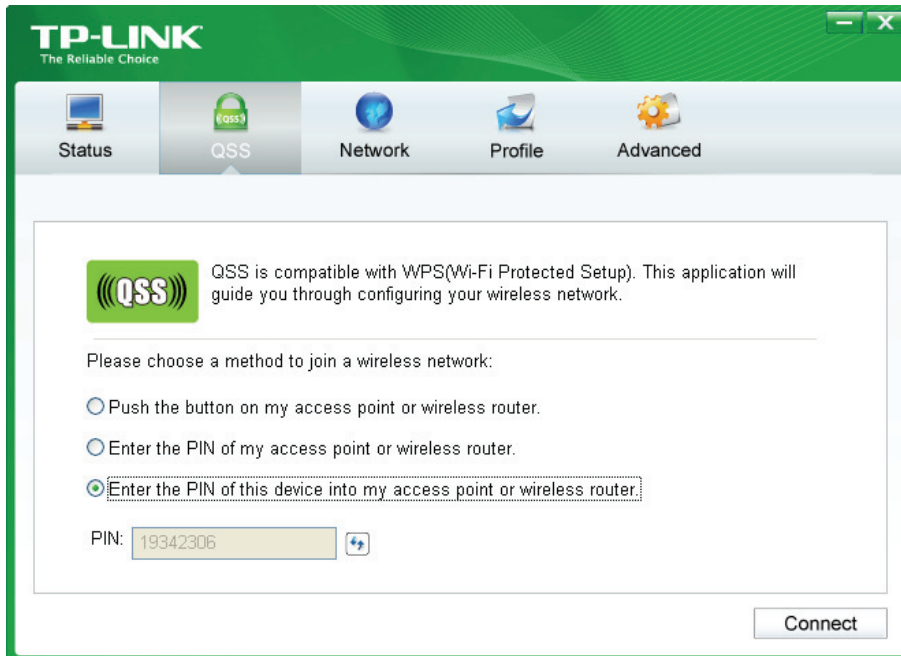 TP-LINK
The Reliable Choice
Status
QSS
Network
Profile
Advanced
QSS is compatible with WPS(Wi-Fi Protected Setup). This application will
guide you through configuring your wireless network.
QSS
Please choose a method to join a wireless network:
Push the button on my access point or wireless router.
Enter the PIN of my access point or wireless router.
Enter the PIN of this device into my access point or wireless router.
PIN: 19342306
Connect